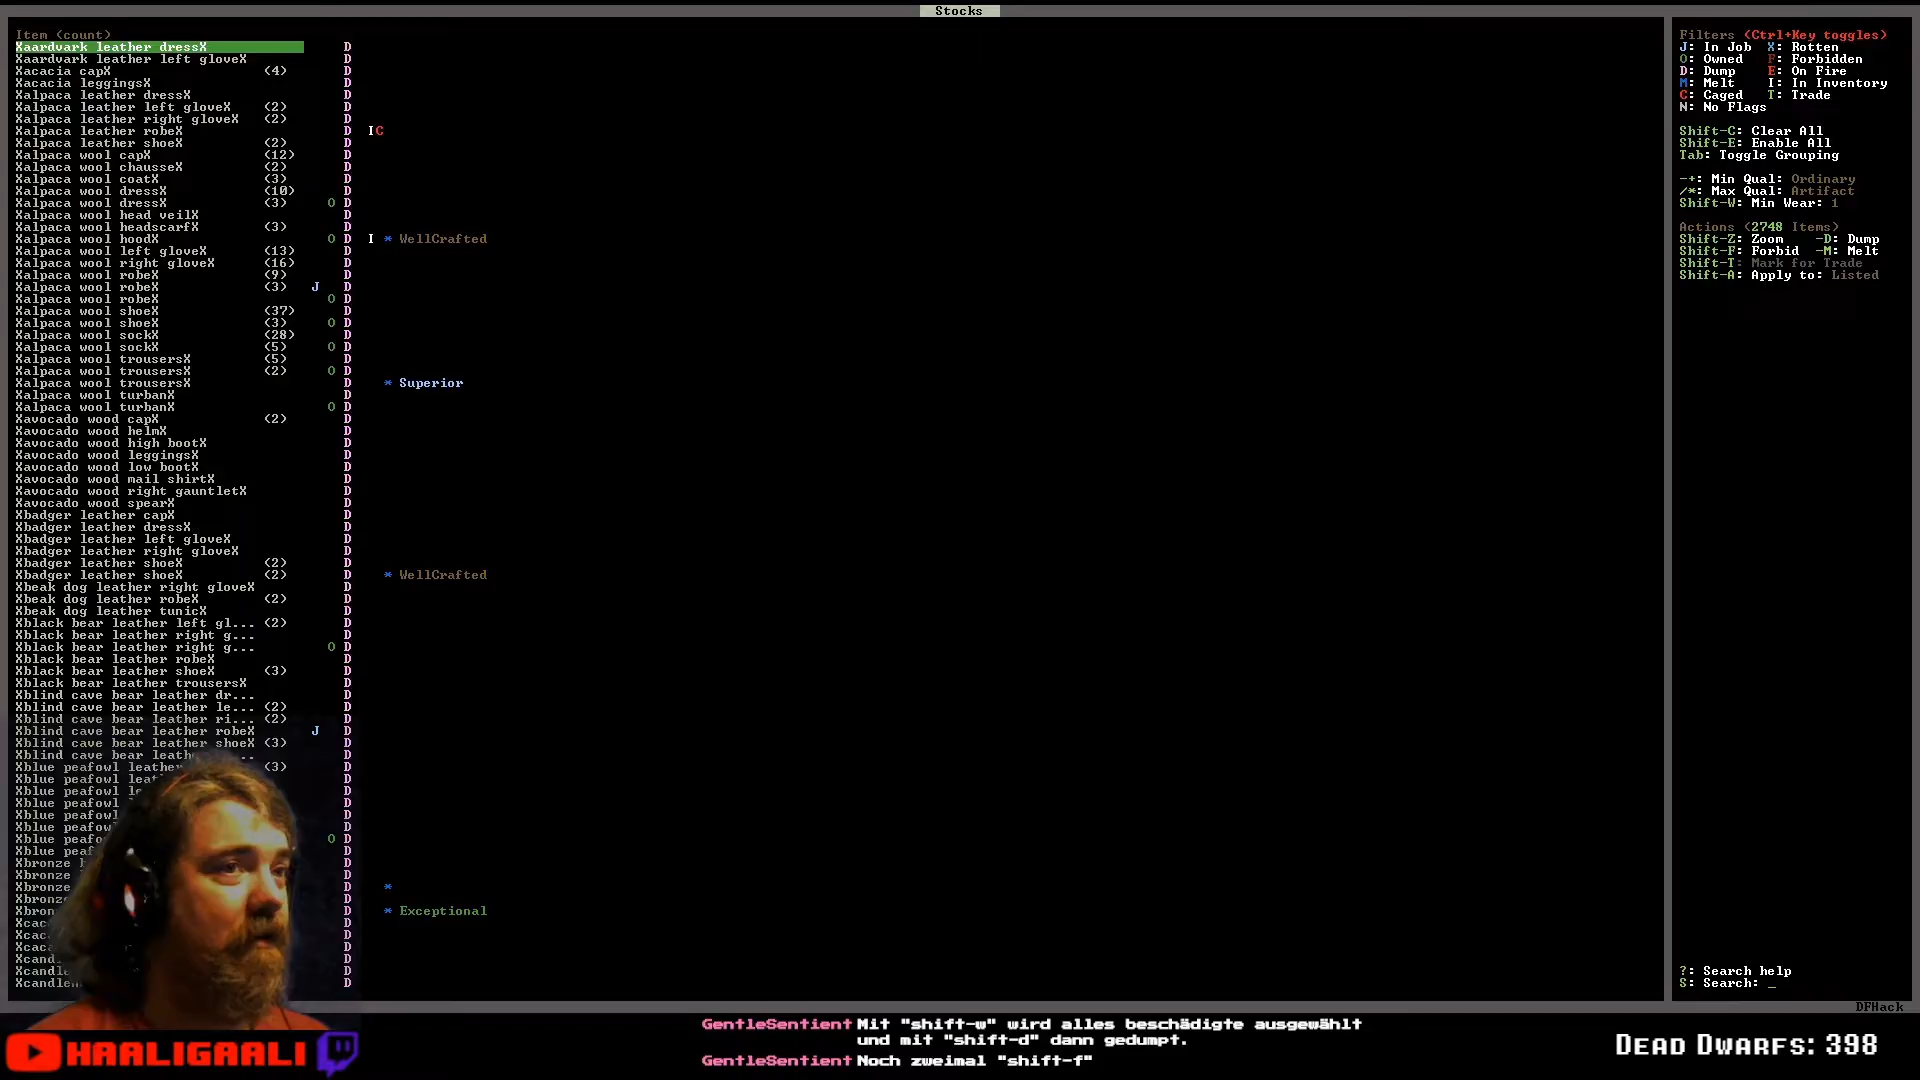 Stocks
Item (count)
Xaardvark leather dressX D
Xaardvark leather left gloveX D
Xacacia capX (4) D
Xacacia leggingsX D
Xalpaca leather dressX D
Xalpaca leather left gloveX (2) D
Xalpaca leather right gloveX (2) D
Xalpaca leather robeX D IC
Xalpaca leather shoeX (2) D
Xalpaca wool capX (12) D
Xalpaca wool chausseX (2) D
Xalpaca wool coatX (3) D
Xalpaca wool dressX (10) D
Xalpaca wool dressX (3) O D
Xalpaca wool head veilX D
Xalpaca wool headscarfX (3) D
Xalpaca wool hoodX O D I * WellCrafted
Xalpaca wool left gloveX (13) D
Xalpaca wool right gloveX (16) D
Xalpaca wool robeX (9) D
Xalpaca wool robeX (3) J D
Xalpaca wool robeX O D
Xalpaca wool shoeX (37) D
Xalpaca wool shoeX (3) O D
Xalpaca wool sockX (28) D
Xalpaca wool sockX (5) O D
Xalpaca wool trousersX (5) D
Xalpaca wool trousersX (2) O D
Xalpaca wool trousersX D * Superior
Xalpaca wool turbanX D
Xalpaca wool turbanX O D
Xavocado wood capX (2) D
Xavocado wood helmX D
Xavocado wood high bootX D
Xavocado wood leggingsX D
Xavocado wood low bootX D
Xavocado wood mail shirtX D
Xavocado wood right gauntletX D
Xavocado wood spearX D
Xbadger leather capX D
Xbadger leather dressX D
Xbadger leather left gloveX D
Xbadger leather right gloveX D
Xbadger leather shoeX (2) D
Xbadger leather shoeX (2) D * WellCrafted
Xbeak dog leather right gloveX D
Xbeak dog leather robeX (2) D
Xbeak dog leather tunicX D
Xblack bear leather left gl... (2) D
Xblack bear leather right g... D
Xblack bear leather right g... O D
Xblack bear leather robeX D
Xblack bear leather shoeX (3) D
Xblack bear leather trousersX D
Xblind cave bear leather dr... D
Xblind cave bear leather le... (2) D
Xblind cave bear leather ri... (2) D
Xblind cave bear leather robeX J D
Xblind cave bear leather shoeX (3) D
Xblind cave bear D
Xblue peafowl leather (3) D
Xblue peafowl D
Xblue peafowl D
Xblue peafowl D
Xblue peafowl D
Xblue D
Xblue O D
Xblue D
Xbronze D
D
Xbronze D *
D
D * Exceptional
D
D
D
D
D
D
Filters (Ctrl+Key toggles)
J: In Job X: Rotten
O: Owned F: Forbidden
D: Dump E: On Fire
M: Melt I: In Inventory
C: Caged T: Trade
N: No Flags
Shift-C: Clear All
Shift-E: Enable All
Tab: Toggle Grouping
-+: Min Qual: Ordinary
/*: Max Qual: Artifact
Shift-W: Min Wear: 1
Actions (2748 Items)
Shift-Z: Zoom -D: Dump
Shift-F: Forbid -M: Melt
Shift-T: Mark for Trade
Shift-A: Apply to: Listed
?: Search help
S: Search: _
DFHack
HAALIGAALI
GentleSentient Mit "shift-w" wird alles beschädigte ausgewählt
und mit "shift-d" dann gedumpt.
GentleSentient Noch zweimal "shift-f"
Dead Dwarfs: 398